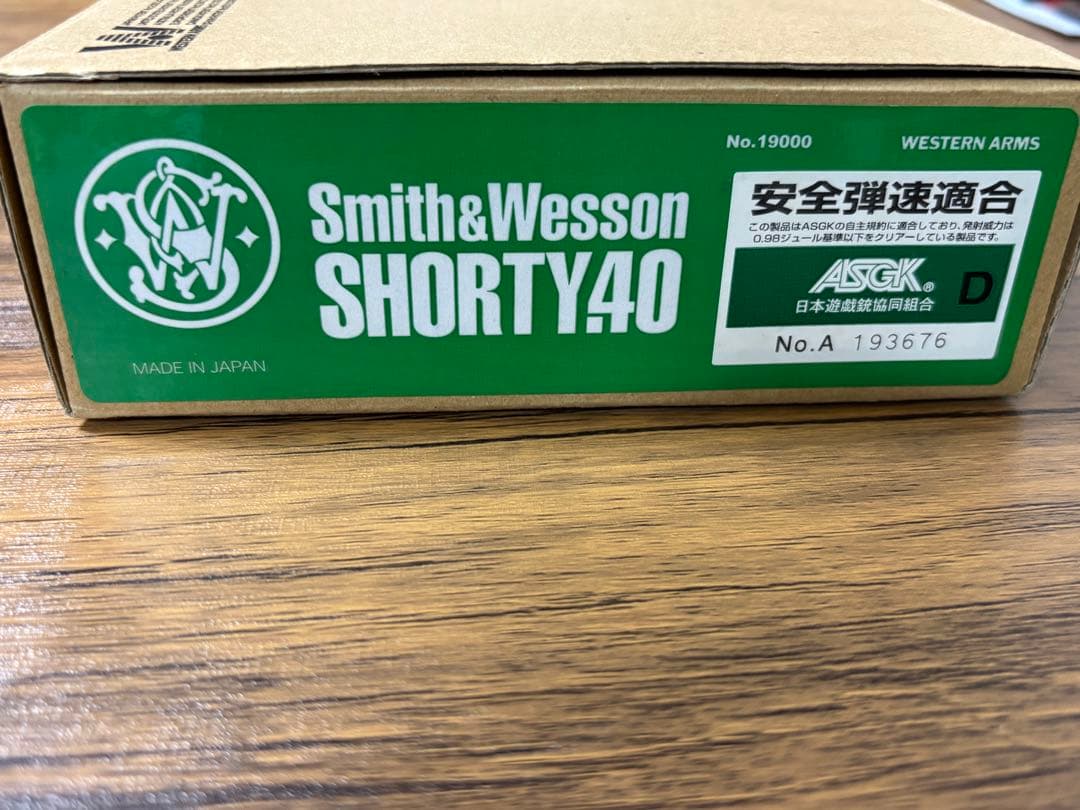 Smith&Wesson
SHORTY.40
MADE IN JAPAN
No.19000
WESTERN ARMS
安全弾速適合
この製品はASGKの自主規約に適合しており、発射威力は
0.98ジュール基準以下をクリアーしている製品です。
ASGK®
D
日本遊戯銃協同組合
No.A 193676